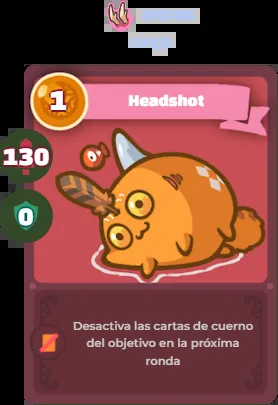 1
Headshot
130
0
Desactiva las cartas de cuerno
del objetivo en la próxima
ronda